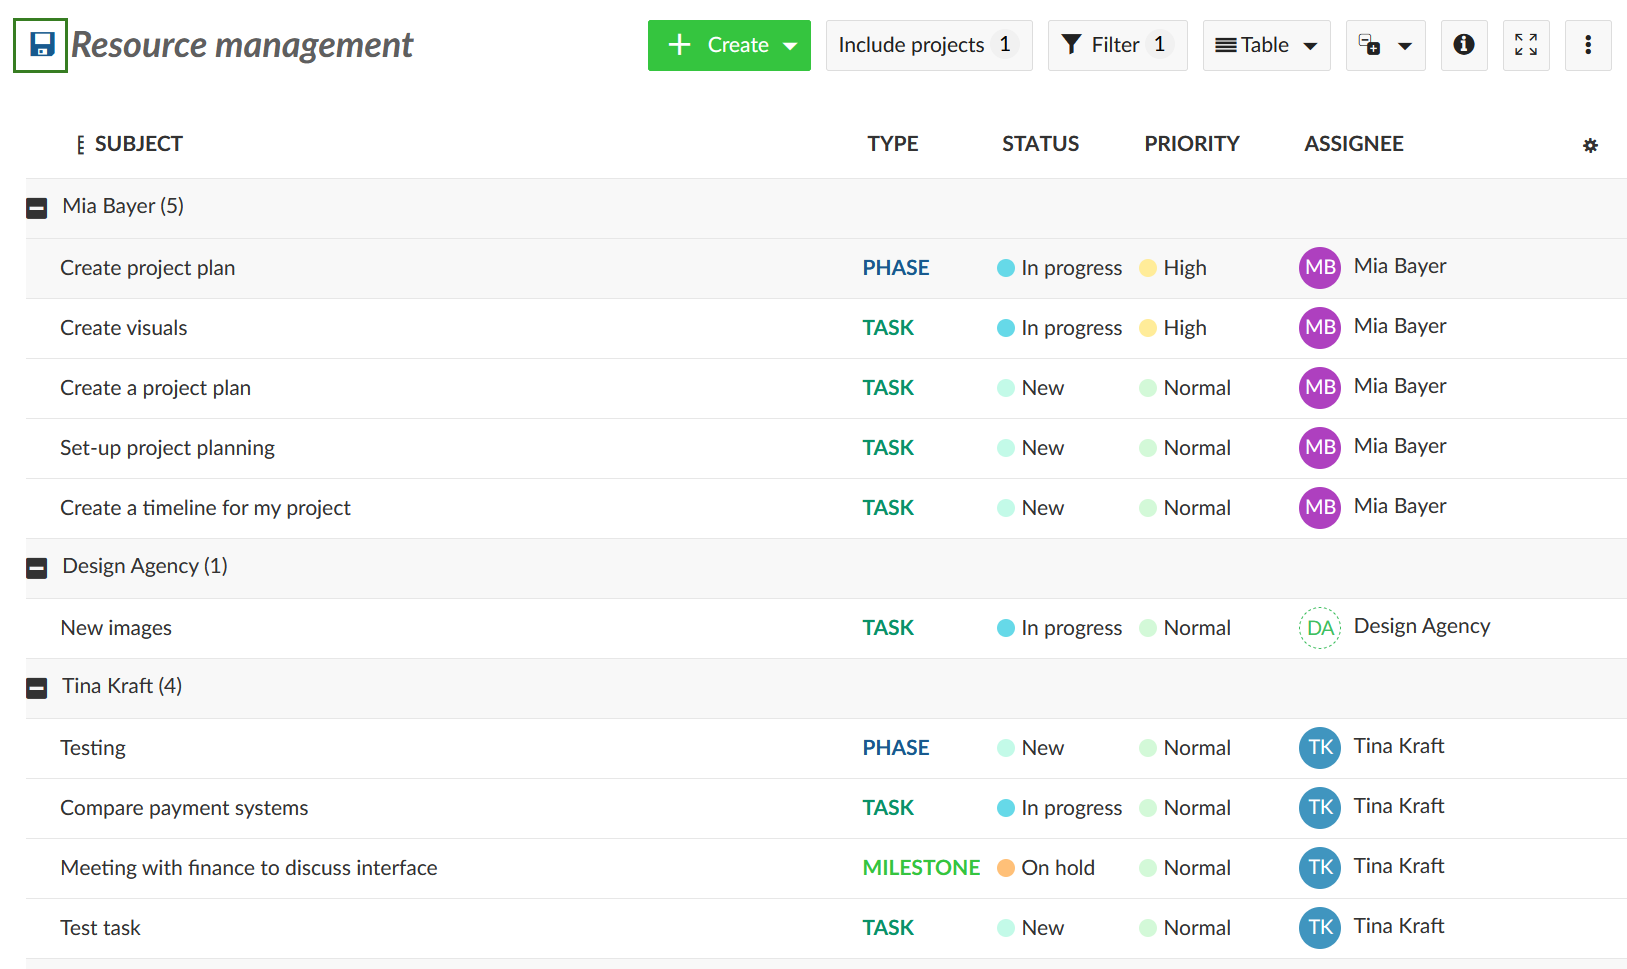 Resource management
Create
Include projects 1
Filter 1
Table
SUBJECT TYPE STATUS PRIORITY ASSIGNEE
Mia Bayer (5)
Create project plan PHASE In progress High MB Mia Bayer
Create visuals TASK In progress High MB Mia Bayer
Create a project plan TASK New Normal MB Mia Bayer
Set-up project planning TASK New Normal MB Mia Bayer
Create a timeline for my project TASK New Normal MB Mia Bayer
Design Agency (1)
New images TASK In progress Normal DA Design Agency
Tina Kraft (4)
Testing PHASE New Normal TK Tina Kraft
Compare payment systems TASK In progress Normal TK Tina Kraft
Meeting with finance to discuss interface MILESTONE On hold Normal TK Tina Kraft
Test task TASK New Normal TK Tina Kraft